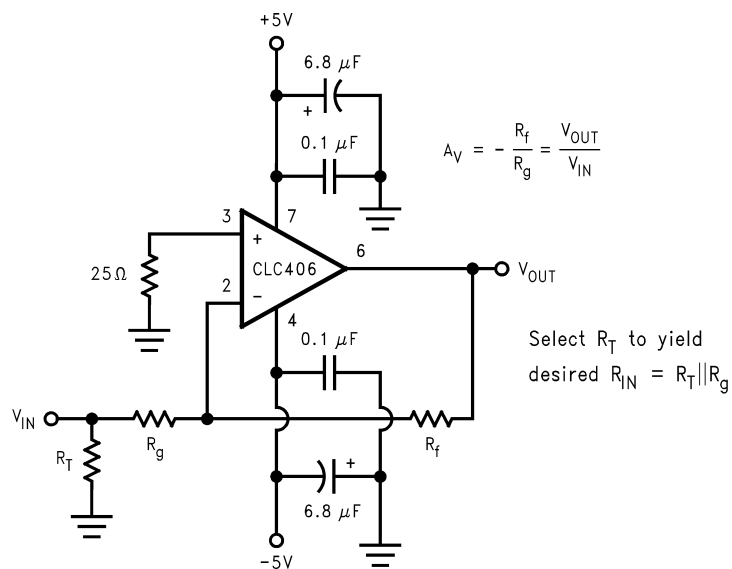 +5V
6.8 μF
+
0.1 μF
A_V = - R_f/R_g = V_OUT/V_IN
3
7
+
6
25Ω
CLC406
V_OUT
2
−
4
0.1 μF
Select R_T to yield
desired R_IN = R_T||R_g
V_IN
R_g
R_f
R_T
+
6.8 μF
-5V